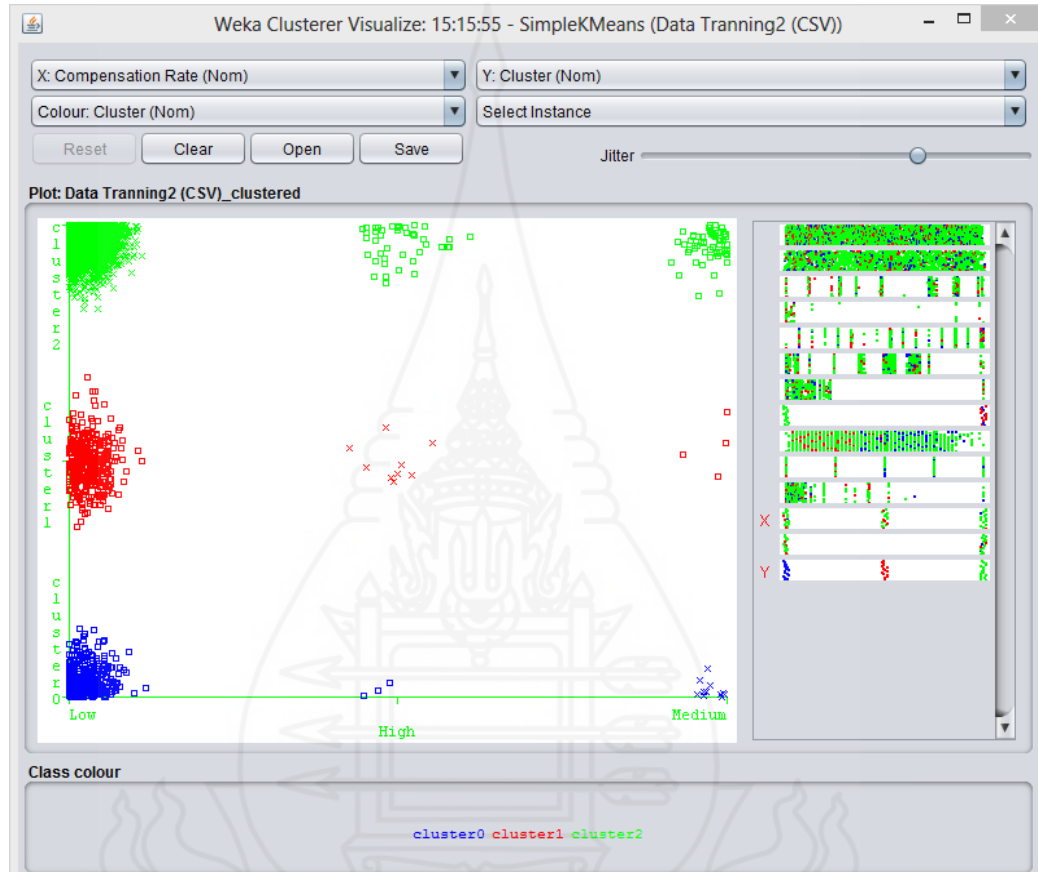 Weka Clusterer Visualize: 15:15:55 - SimpleKMeans (Data Tranning2 (CSV))
X: Compensation Rate (Nom)
Y: Cluster (Nom)
Colour: Cluster (Nom)
Select Instance
Reset
Clear
Open
Save
Jitter
Plot: Data Tranning2 (CSV)_clustered
cluster2
cluster1
cluster0
Low
High
Medium
X
Y
Class colour
cluster0 cluster1 cluster2